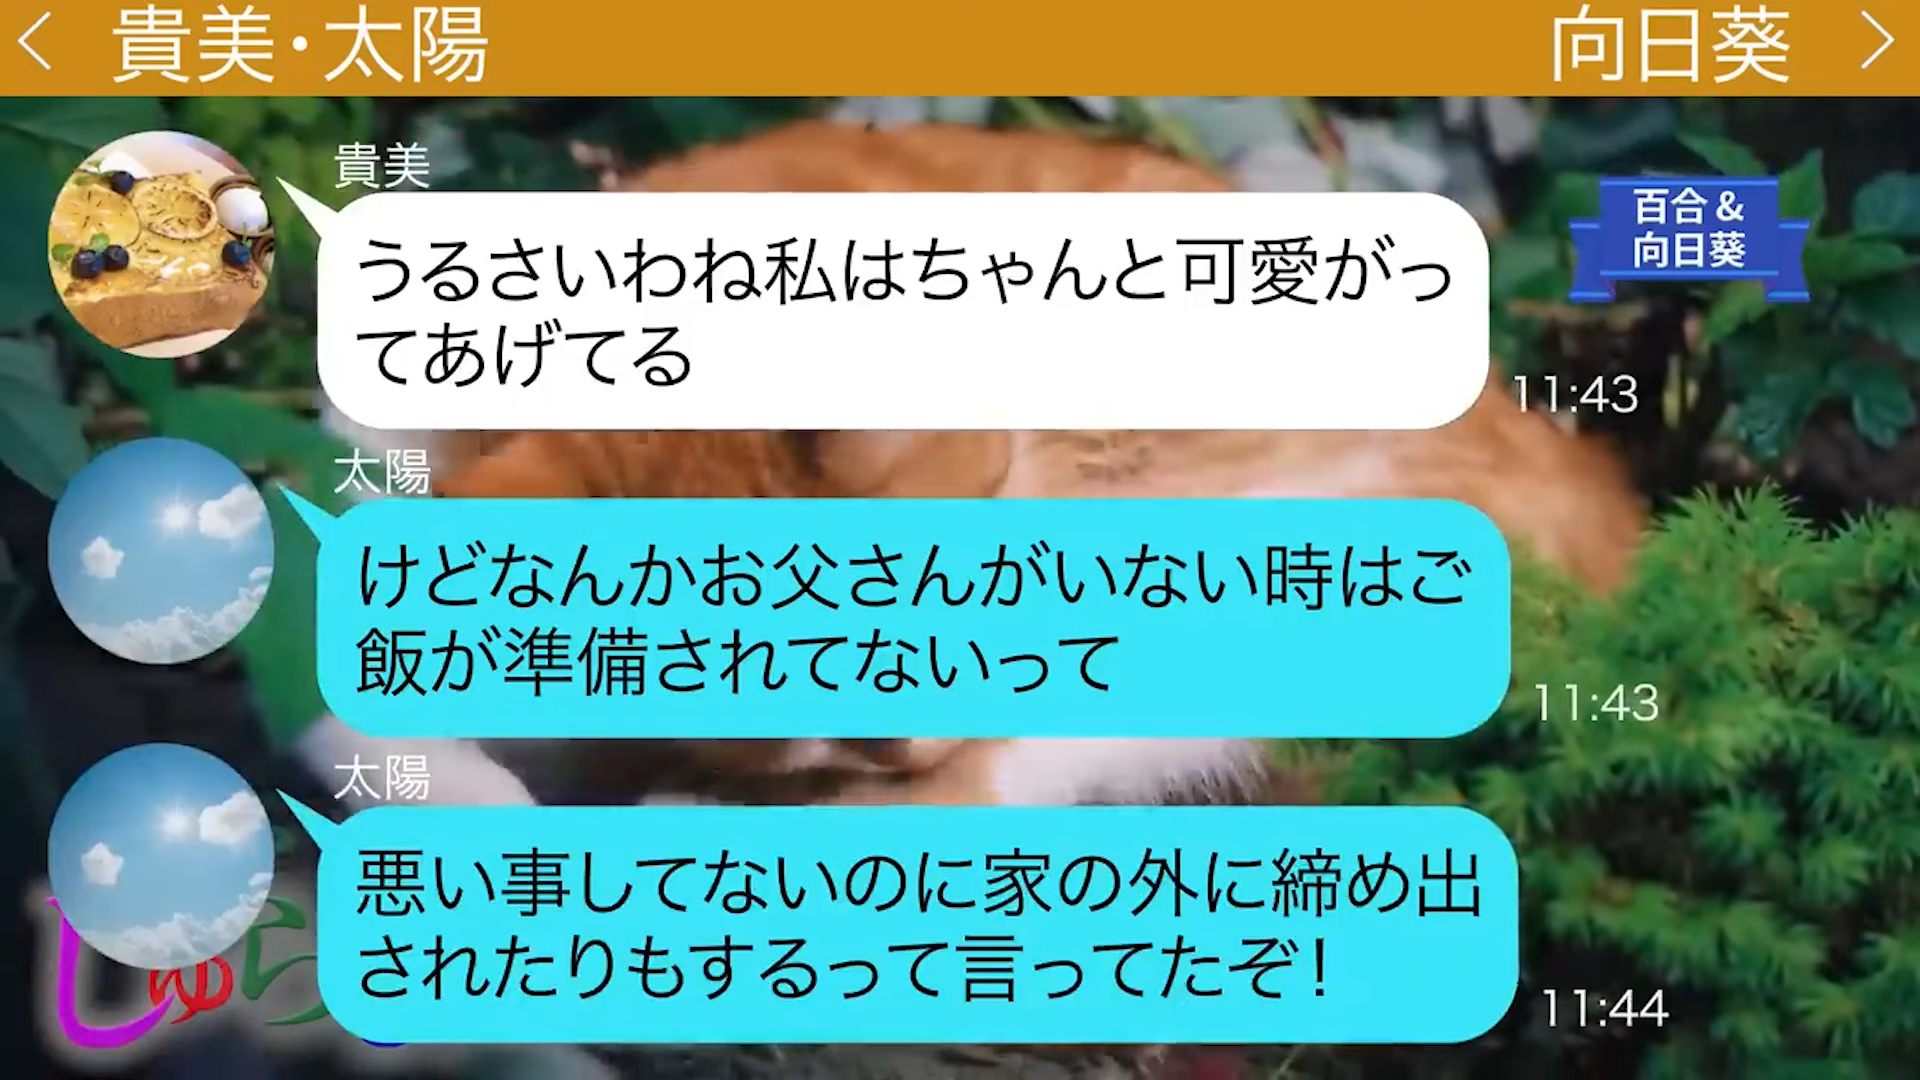 貴美・太陽
向日葵
百合&
向日葵
貴美
うるさいわね私はちゃんと可愛がっ
てあげてる
11:43
太陽
けどなんかお父さんがいない時はご
飯が準備されてないって
11:43
太陽
悪い事してないのに家の外に締め出
されたりもするって言ってたぞ！
11:44
しゅら